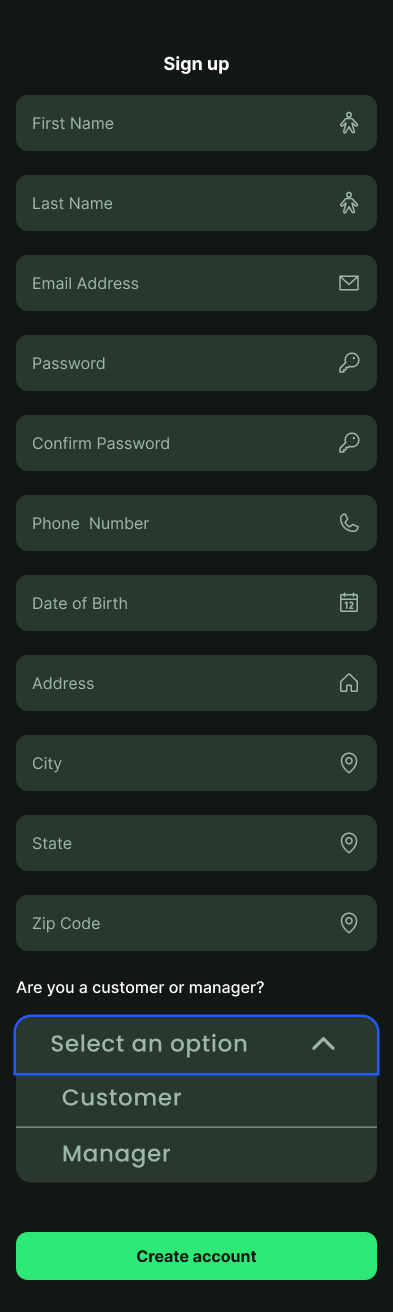 Sign up
First Name
Last Name
Email Address
Password
Confirm Password
Phone  Number
Date of Birth
12
Address
City
State
Zip Code
Are you a customer or manager?
Select an option
Customer
Manager
Create account